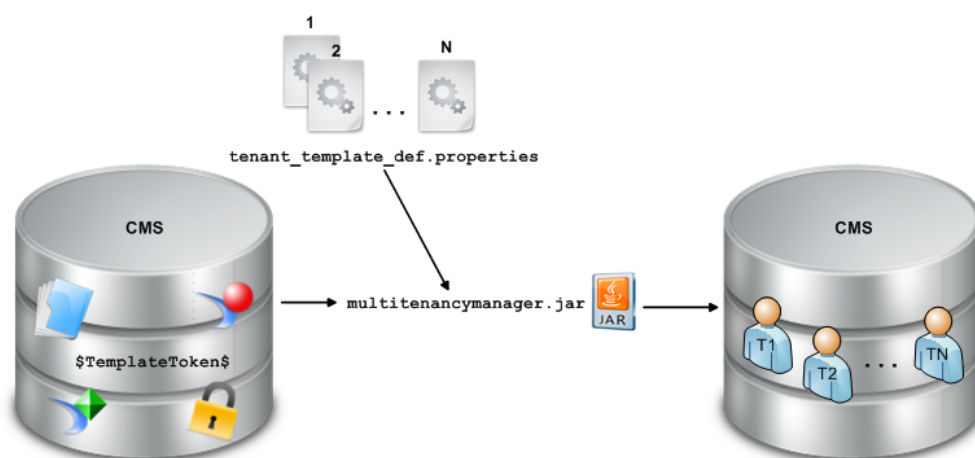 1
2
N
. . .
tenant_template_def.properties
CMS
$TemplateToken$
multitenancymanager.jar
JAR
CMS
T1
T2
. . .
TN